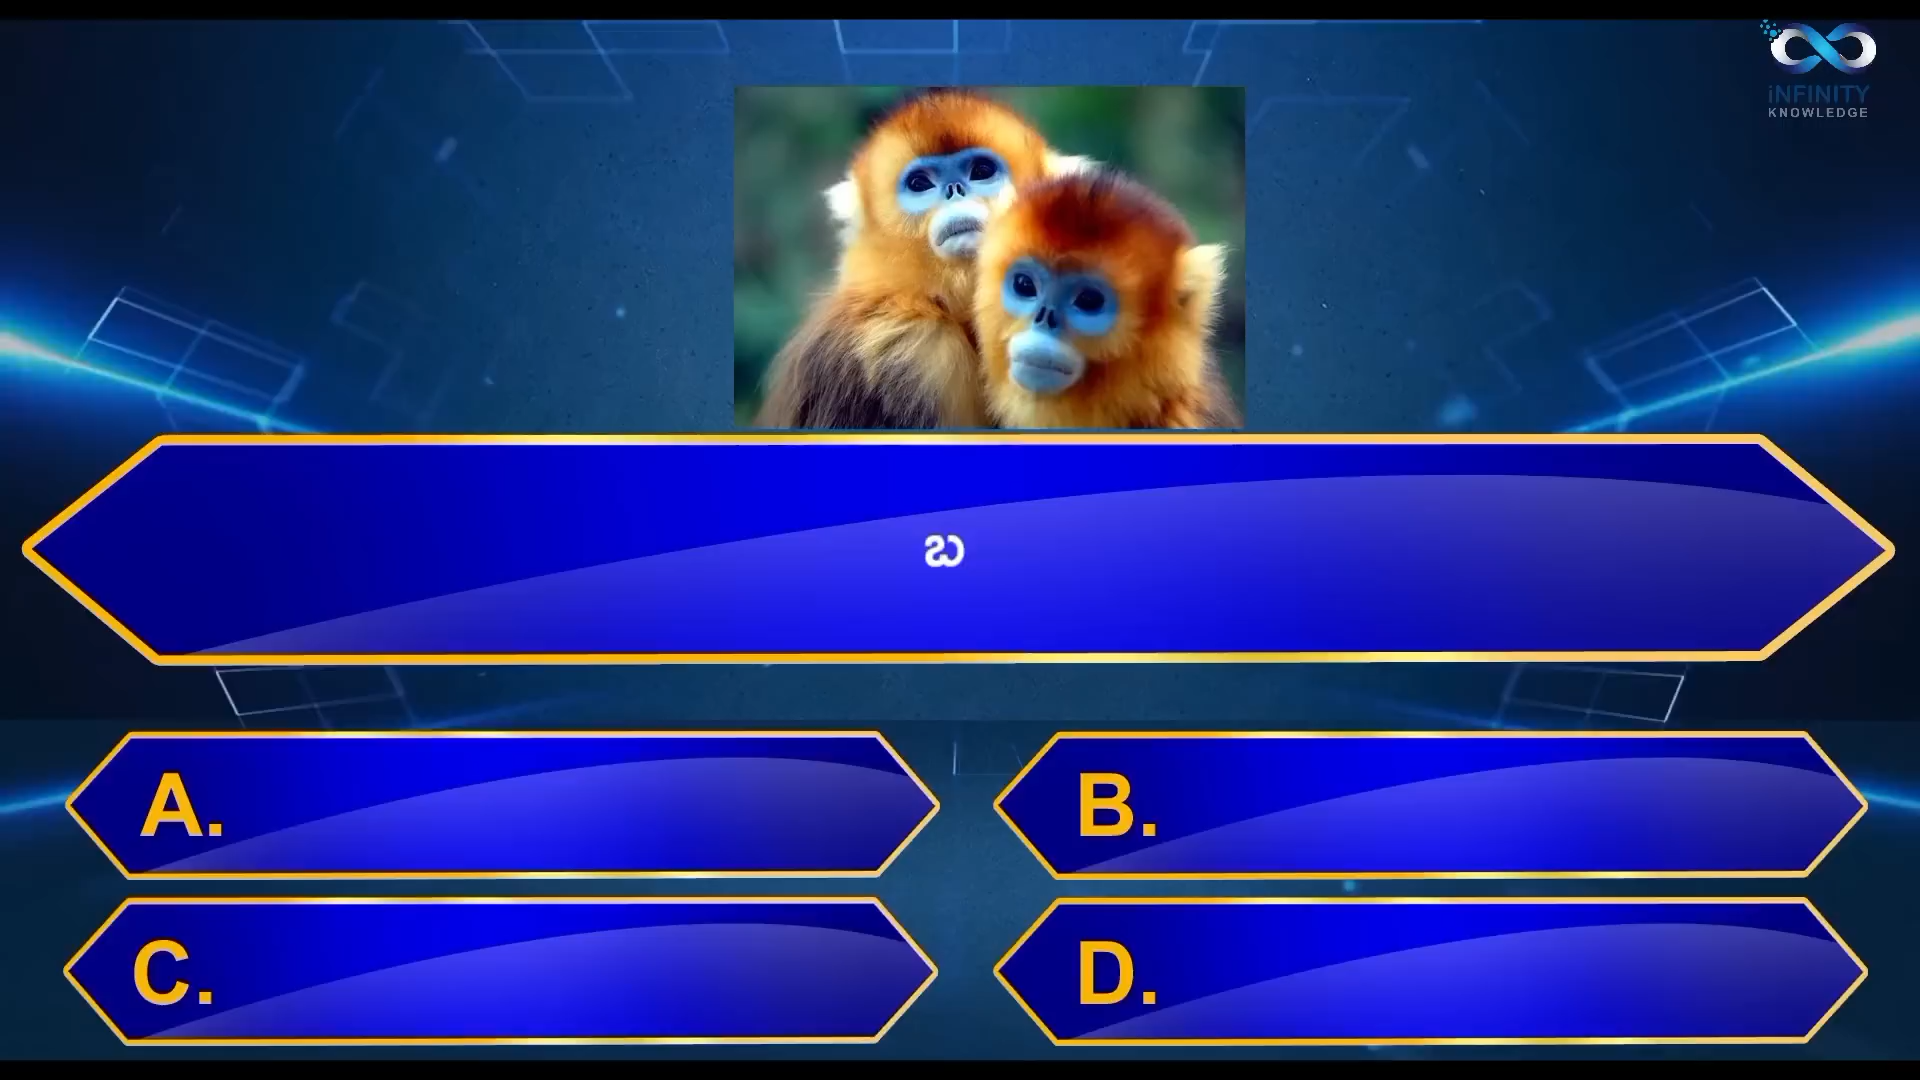 iNFINITY
KNOWLEDGE
ಬ
A.
B.
C.
D.